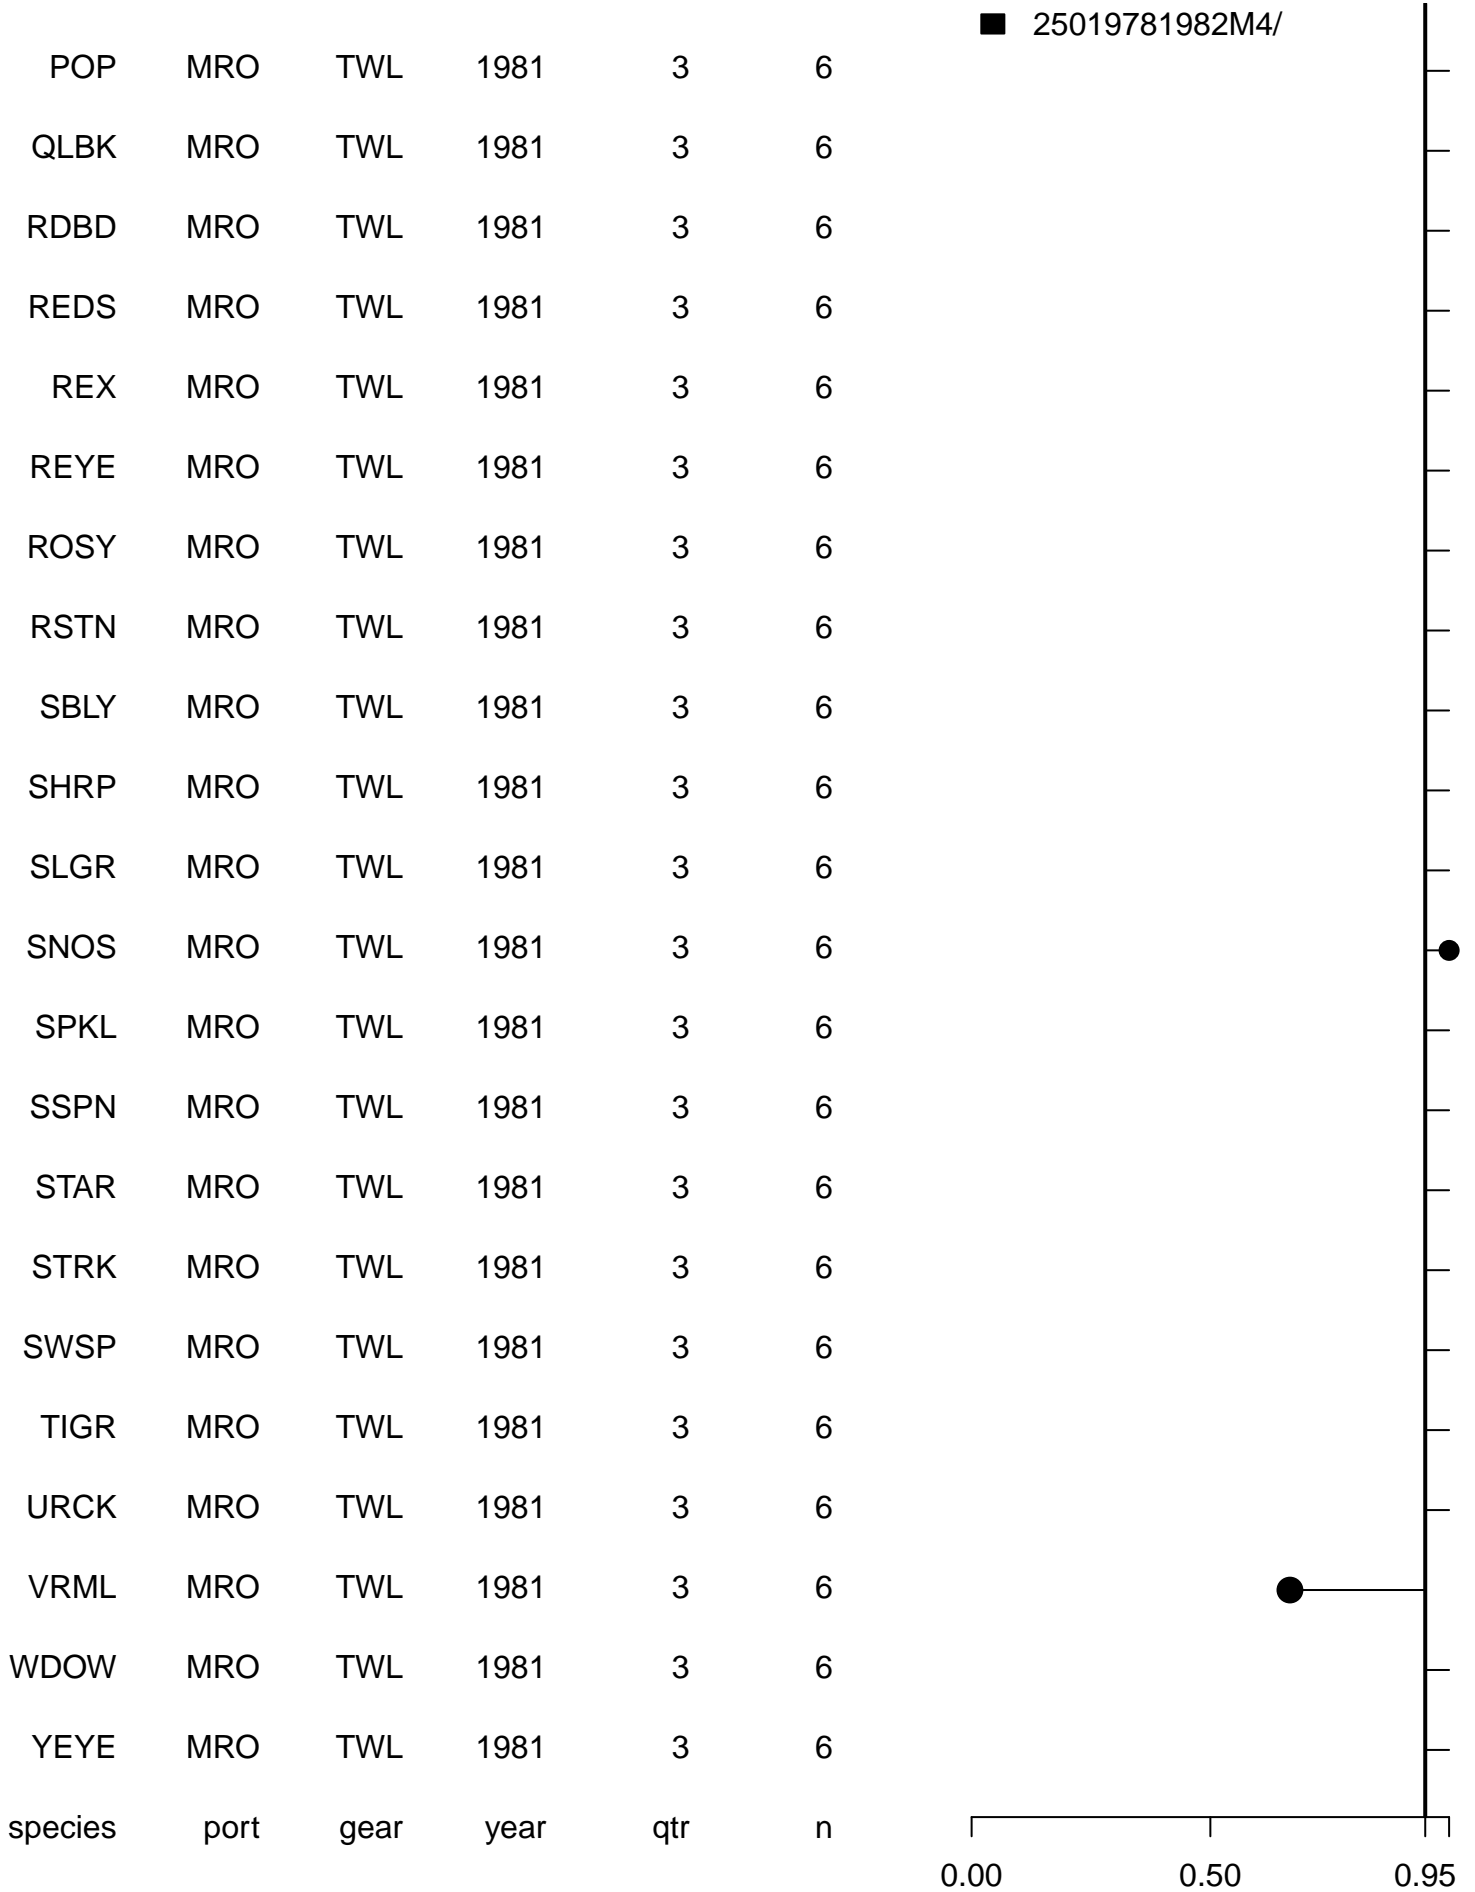 25019781982M4/
POP MRO TWL 1981 3 6
QLBK MRO TWL 1981 3 6
RDBD MRO TWL 1981 3 6
REDS MRO TWL 1981 3 6
REX MRO TWL 1981 3 6
REYE MRO TWL 1981 3 6
ROSY MRO TWL 1981 3 6
RSTN MRO TWL 1981 3 6
SBLY MRO TWL 1981 3 6
SHRP MRO TWL 1981 3 6
SLGR MRO TWL 1981 3 6
SNOS MRO TWL 1981 3 6
SPKL MRO TWL 1981 3 6
SSPN MRO TWL 1981 3 6
STAR MRO TWL 1981 3 6
STRK MRO TWL 1981 3 6
SWSP MRO TWL 1981 3 6
TIGR MRO TWL 1981 3 6
URCK MRO TWL 1981 3 6
VRML MRO TWL 1981 3 6
WDOW MRO TWL 1981 3 6
YEYE MRO TWL 1981 3 6
species port gear year qtr n
0.00 0.50 0.95